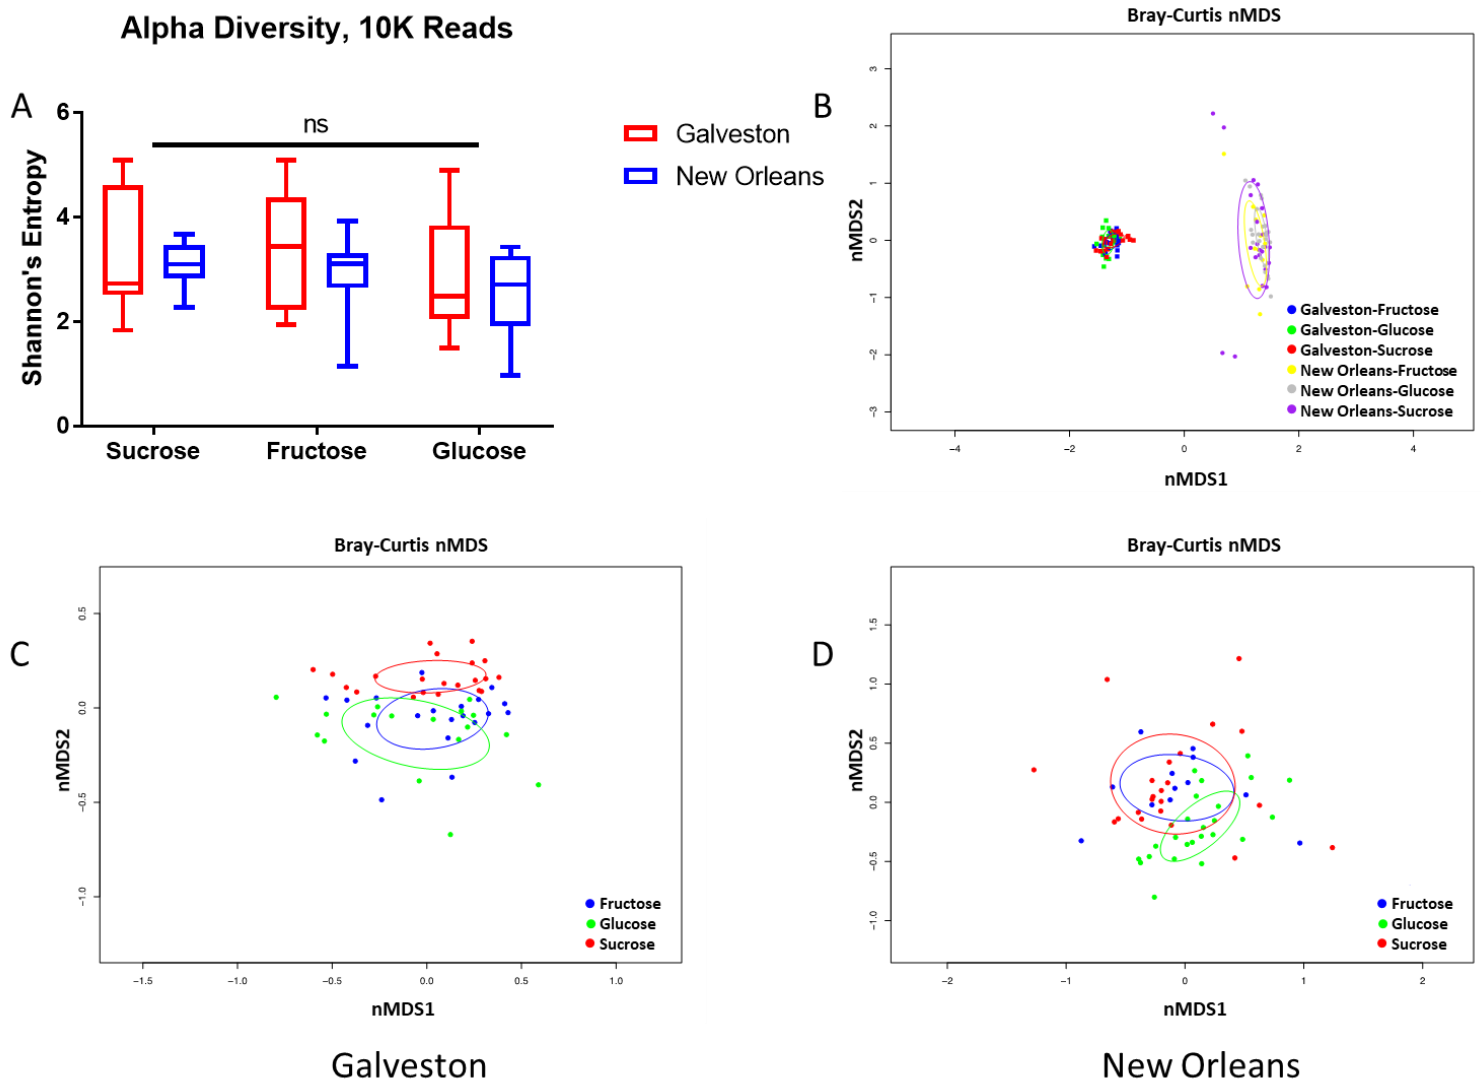 Alpha Diversity, 10K Reads
A
Shannon's Entropy
6
4
2
0
ns
Sucrose
Fructose
Glucose
Galveston
New Orleans
Bray-Curtis nMDS
B
nMDS2
3
2
1
0
−1
−2
−3
−4
−2
0
2
4
nMDS1
Galveston-Fructose
Galveston-Glucose
Galveston-Sucrose
New Orleans-Fructose
New Orleans-Glucose
New Orleans-Sucrose
Bray-Curtis nMDS
C
nMDS2
0.5
0.0
−0.5
−1.0
−1.5
−1.0
−0.5
0.0
0.5
1.0
nMDS1
Fructose
Glucose
Sucrose
Galveston
Bray-Curtis nMDS
D
nMDS2
1.5
1.0
0.5
0.0
−0.5
−1.0
−2
−1
0
1
2
nMDS1
Fructose
Glucose
Sucrose
New Orleans